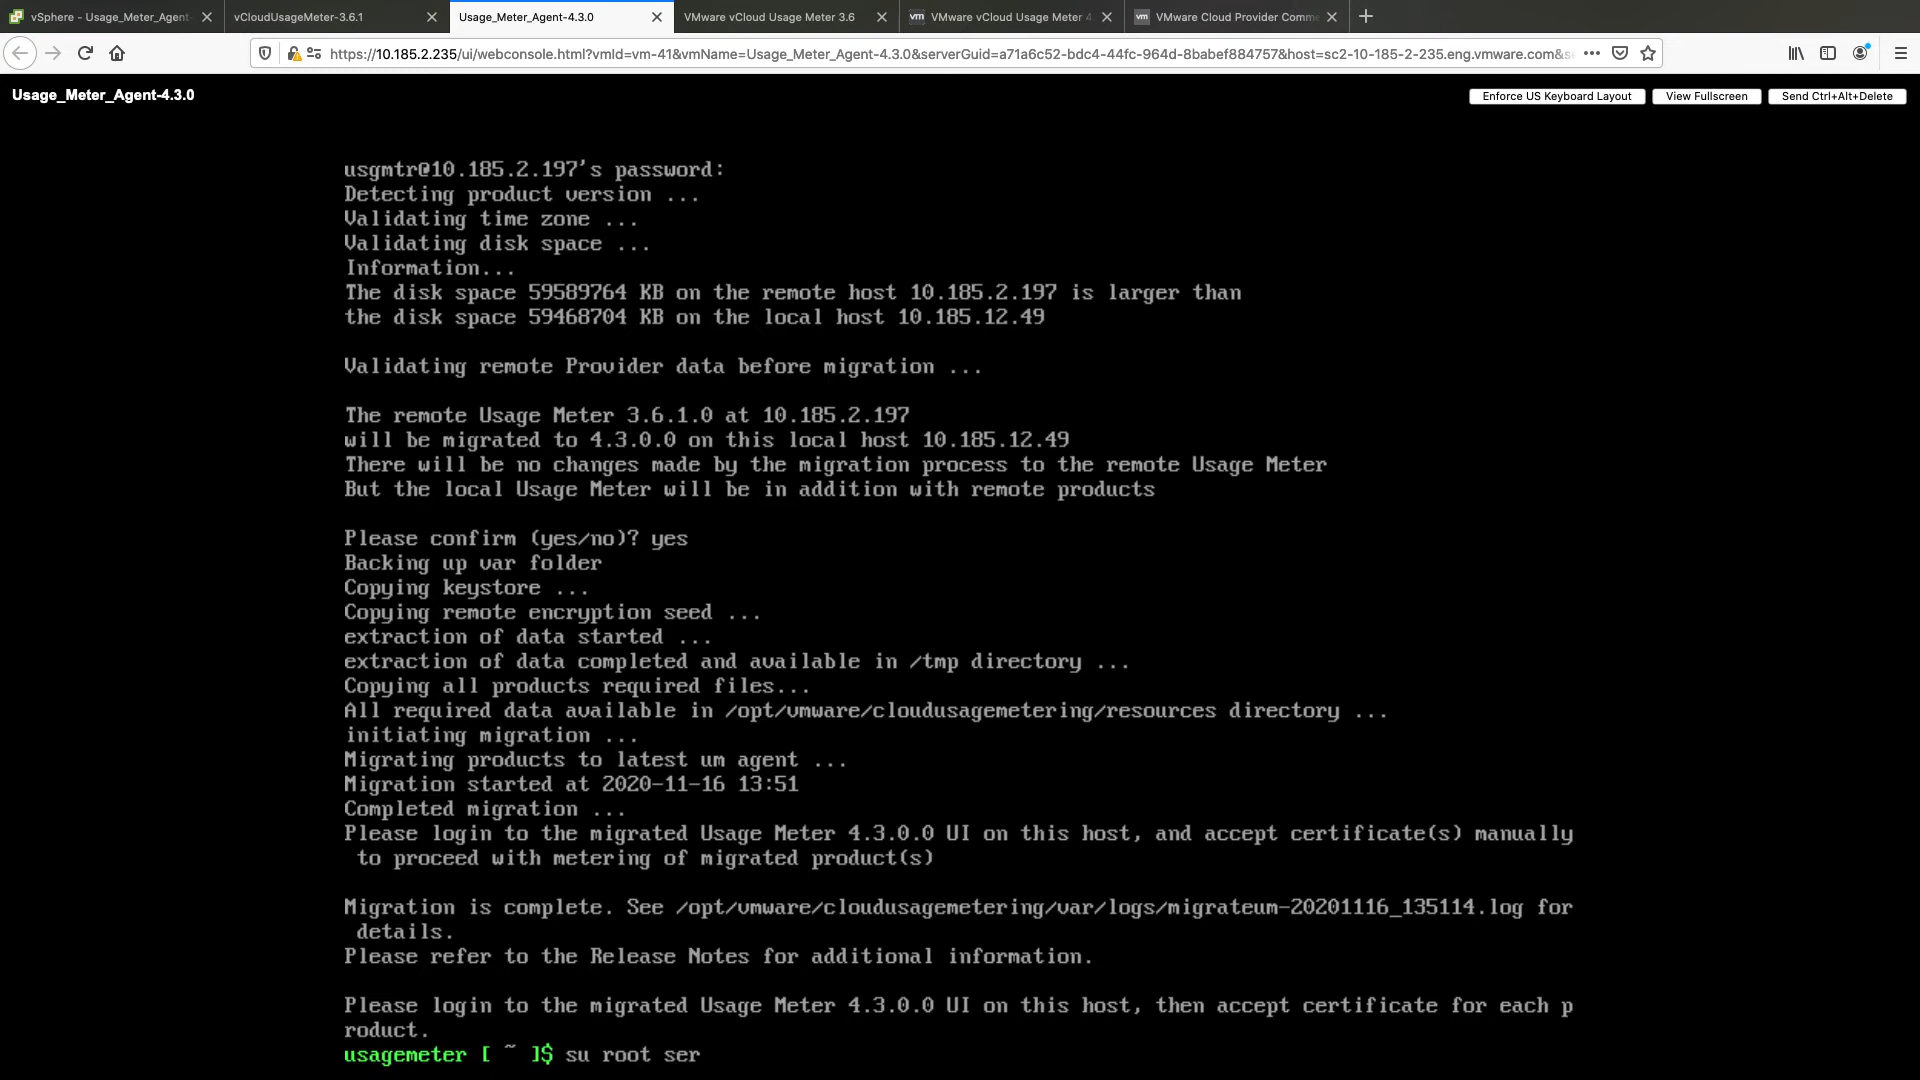 vSphere - Usage_Meter_Agent
vCloudUsageMeter-3.6.1
Usage_Meter_Agent-4.3.0
VMware vCloud Usage Meter 3.6
vm VMware vCloud Usage Meter 4
vm VMware Cloud Provider Comme
https://10.185.2.235/ui/webconsole.html?vmId=vm-41&vmName=Usage_Meter_Agent-4.3.0&serverGuid=a71a6c52-bdc4-44fc-964d-8babef884757&host=sc2-10-185-2-235.eng.vmware.com&s
Usage_Meter_Agent-4.3.0
Enforce US Keyboard Layout
View Fullscreen
Send Ctrl+Alt+Delete
usgmtr@10.185.2.197's password:
Detecting product version ...
Validating time zone ...
Validating disk space ...
Information...
The disk space 59589764 KB on the remote host 10.185.2.197 is larger than
the disk space 59468704 KB on the local host 10.185.12.49
Validating remote Provider data before migration ...
The remote Usage Meter 3.6.1.0 at 10.185.2.197
will be migrated to 4.3.0.0 on this local host 10.185.12.49
There will be no changes made by the migration process to the remote Usage Meter
But the local Usage Meter will be in addition with remote products
Please confirm (yes/no)? yes
Backing up var folder
Copying keystore ...
Copying remote encryption seed ...
extraction of data started ...
extraction of data completed and available in /tmp directory ...
Copying all products required files...
All required data available in /opt/vmware/cloudusagemetering/resources directory ...
initiating migration ...
Migrating products to latest um agent ...
Migration started at 2020-11-16 13:51
Completed migration ...
Please login to the migrated Usage Meter 4.3.0.0 UI on this host, and accept certificate(s) manually
to proceed with metering of migrated product(s)
Migration is complete. See /opt/vmware/cloudusagemetering/var/logs/migrateum-20201116_135114.log for
details.
Please refer to the Release Notes for additional information.
Please login to the migrated Usage Meter 4.3.0.0 UI on this host, then accept certificate for each p
roduct.
usagemeter [ ~ ]$ su root ser